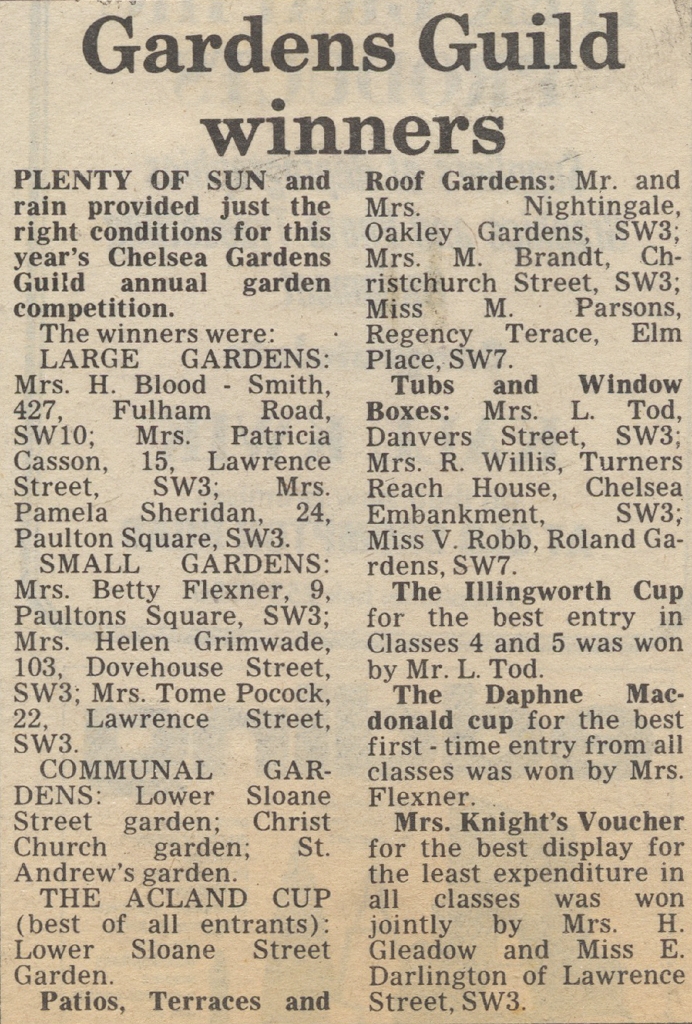 Gardens Guild
winners
PLENTY OF SUN and
rain provided just the
right conditions for this
year's Chelsea Gardens
Guild annual garden
competition.
The winners were:
LARGE GARDENS:
Mrs. H. Blood - Smith,
427, Fulham Road,
SW10; Mrs. Patricia
Casson, 15, Lawrence
Street, SW3; Mrs.
Pamela Sheridan, 24,
Paulton Square, SW3.
SMALL GARDENS:
Mrs. Betty Flexner, 9,
Paultons Square, SW3;
Mrs. Helen Grimwade,
103, Dovehouse Street,
SW3; Mrs. Tome Pocock,
22, Lawrence Street,
SW3.
COMMUNAL GAR-
DENS: Lower Sloane
Street garden; Christ
Church garden; St.
Andrew's garden.
THE ACLAND CUP
(best of all entrants):
Lower Sloane Street
Garden.
Patios, Terraces and
Roof Gardens: Mr. and
Mrs. Nightingale,
Oakley Gardens, SW3;
Mrs. M. Brandt, Ch-
ristchurch Street, SW3;
Miss M. Parsons,
Regency Terace, Elm
Place, SW7.
Tubs and Window
Boxes: Mrs. L. Tod,
Danvers Street, SW3;
Mrs. R. Willis, Turners
Reach House, Chelsea
Embankment, SW3;
Miss V. Robb, Roland Ga-
rdens, SW7.
The Illingworth Cup
for the best entry in
Classes 4 and 5 was won
by Mr. L. Tod.
The Daphne Mac-
donald cup for the best
first - time entry from all
classes was won by Mrs.
Flexner.
Mrs. Knight's Voucher
for the best display for
the least expenditure in
all classes was won
jointly by Mrs. H.
Gleadow and Miss E.
Darlington of Lawrence
Street, SW3.